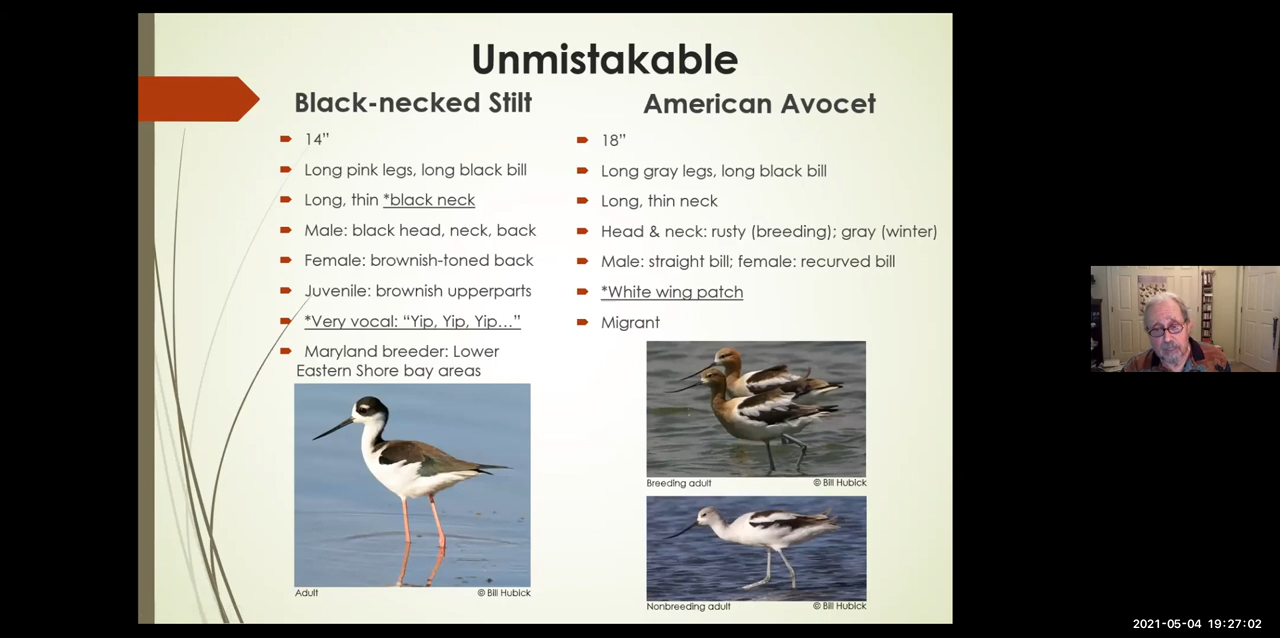 Unmistakable
Black-necked Stilt
14”
Long pink legs, long black bill
Long, thin *black neck
Male: black head, neck, back
Female: brownish-toned back
Juvenile: brownish upperparts
*Very vocal: “Yip, Yip, Yip…”
Maryland breeder: Lower
Eastern Shore bay areas
Adult
© Bill Hubick
American Avocet
18”
Long gray legs, long black bill
Long, thin neck
Head & neck: rusty (breeding); gray (winter)
Male: straight bill; female: recurved bill
*White wing patch
Migrant
Breeding adult
© Bill Hubick
Nonbreeding adult
© Bill Hubick
2021-05-04 19:27:02